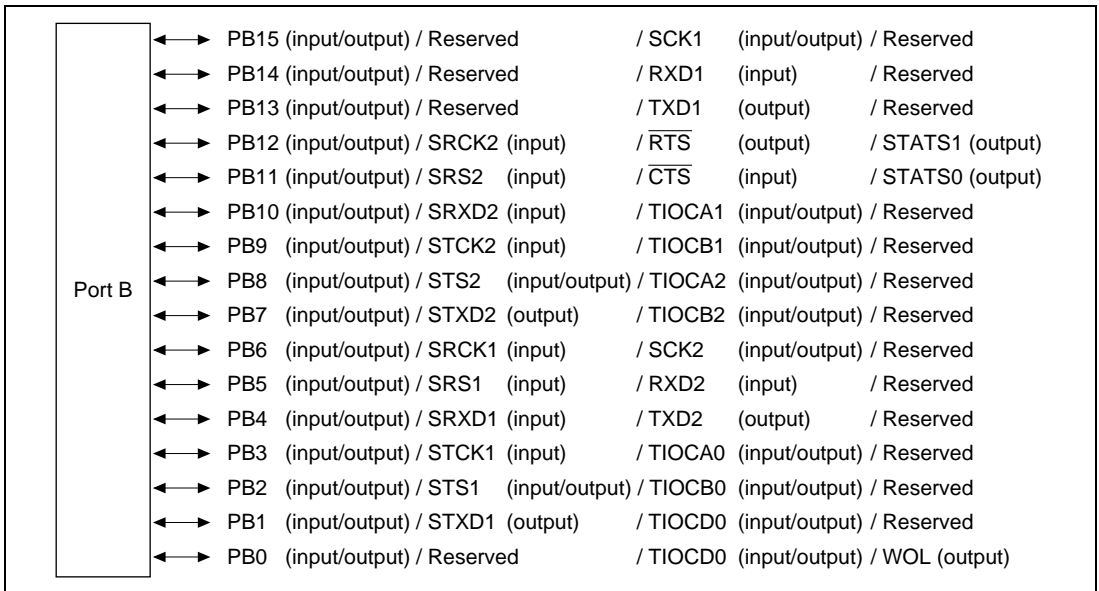 Port B
PB15 (input/output) / Reserved / SCK1 (input/output) / Reserved
PB14 (input/output) / Reserved / RXD1 (input) / Reserved
PB13 (input/output) / Reserved / TXD1 (output) / Reserved
PB12 (input/output) / SRCK2 (input) / R̅T̅S̅ (output) / STATS1 (output)
PB11 (input/output) / SRS2 (input) / C̅T̅S̅ (input) / STATS0 (output)
PB10 (input/output) / SRXD2 (input) / TIOCA1 (input/output) / Reserved
PB9 (input/output) / STCK2 (input) / TIOCB1 (input/output) / Reserved
PB8 (input/output) / STS2 (input/output) / TIOCA2 (input/output) / Reserved
PB7 (input/output) / STXD2 (output) / TIOCB2 (input/output) / Reserved
PB6 (input/output) / SRCK1 (input) / SCK2 (input/output) / Reserved
PB5 (input/output) / SRS1 (input) / RXD2 (input) / Reserved
PB4 (input/output) / SRXD1 (input) / TXD2 (output) / Reserved
PB3 (input/output) / STCK1 (input) / TIOCA0 (input/output) / Reserved
PB2 (input/output) / STS1 (input/output) / TIOCB0 (input/output) / Reserved
PB1 (input/output) / STXD1 (output) / TIOCD0 (input/output) / Reserved
PB0 (input/output) / Reserved / TIOCD0 (input/output) / WOL (output)